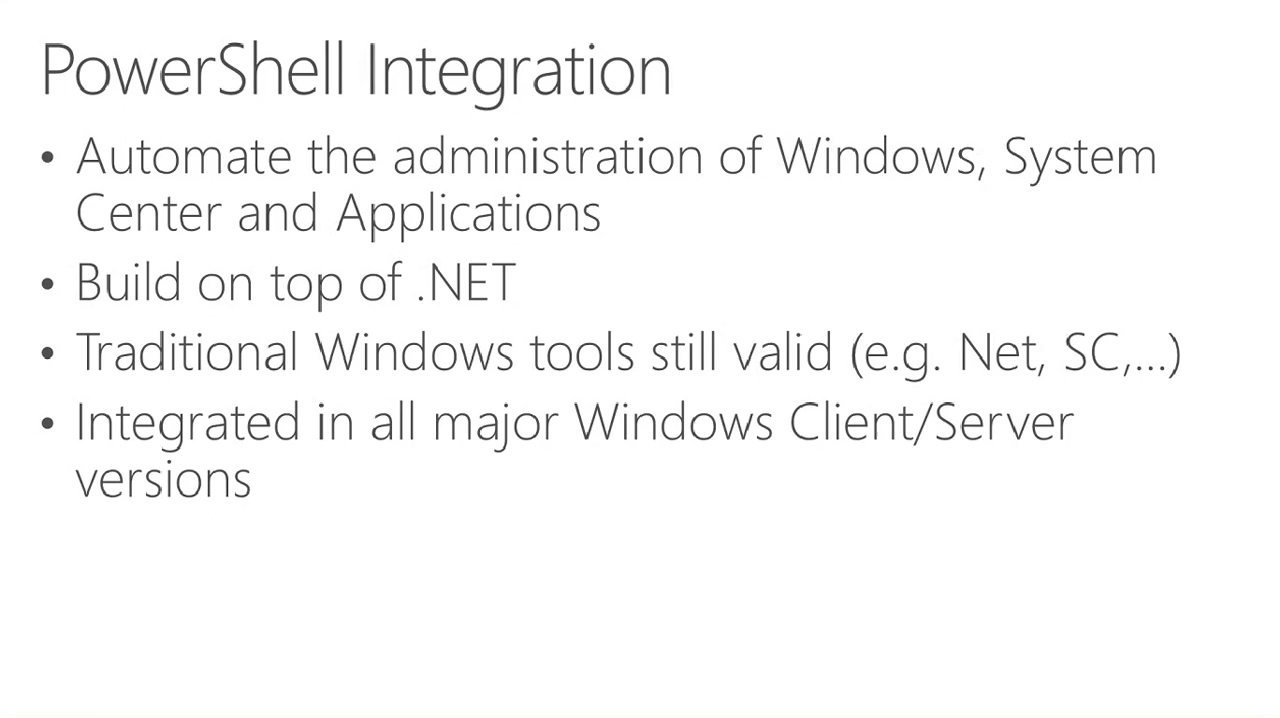 PowerShell Integration
• Automate the administration of Windows, System
Center and Applications
• Build on top of .NET
• Traditional Windows tools still valid (e.g. Net, SC,...)
• Integrated in all major Windows Client/Server
versions